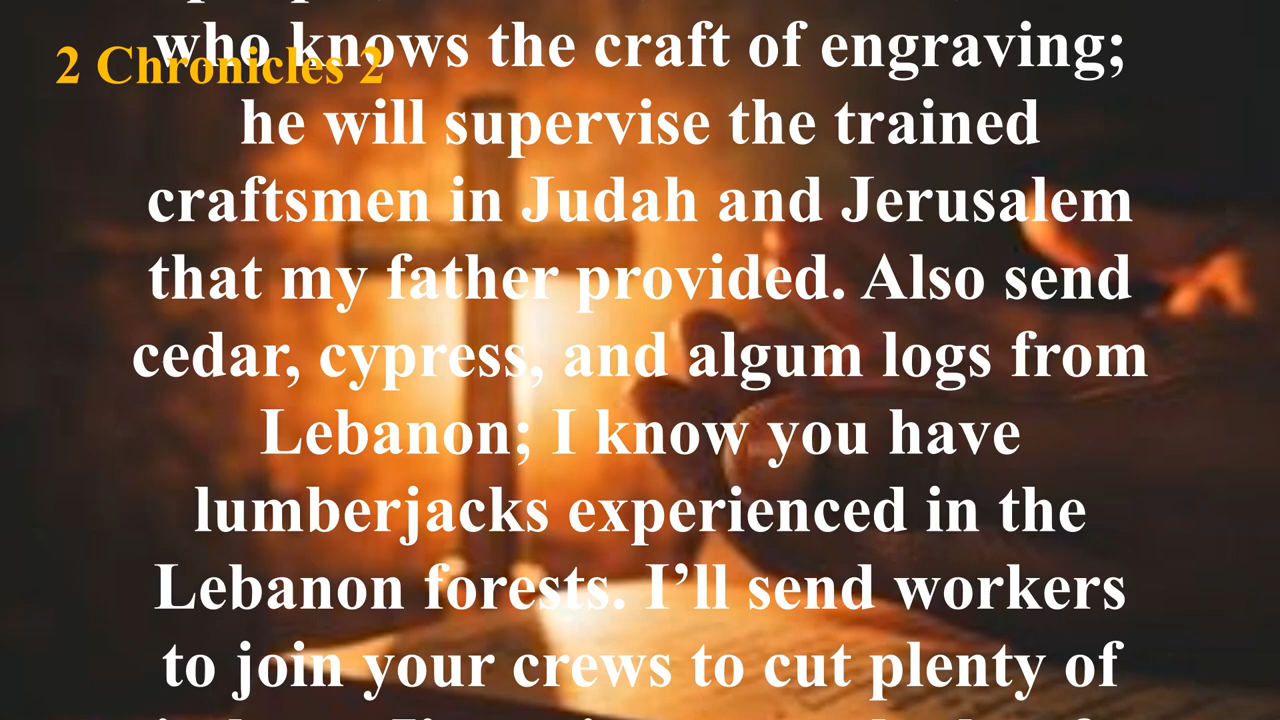 who knows the craft of engraving;
2 Chronicles 2
he will supervise the trained
craftsmen in Judah and Jerusalem
that my father provided. Also send
cedar, cypress, and algum logs from
Lebanon; I know you have
lumberjacks experienced in the
Lebanon forests. I’ll send workers
to join your crews to cut plenty of